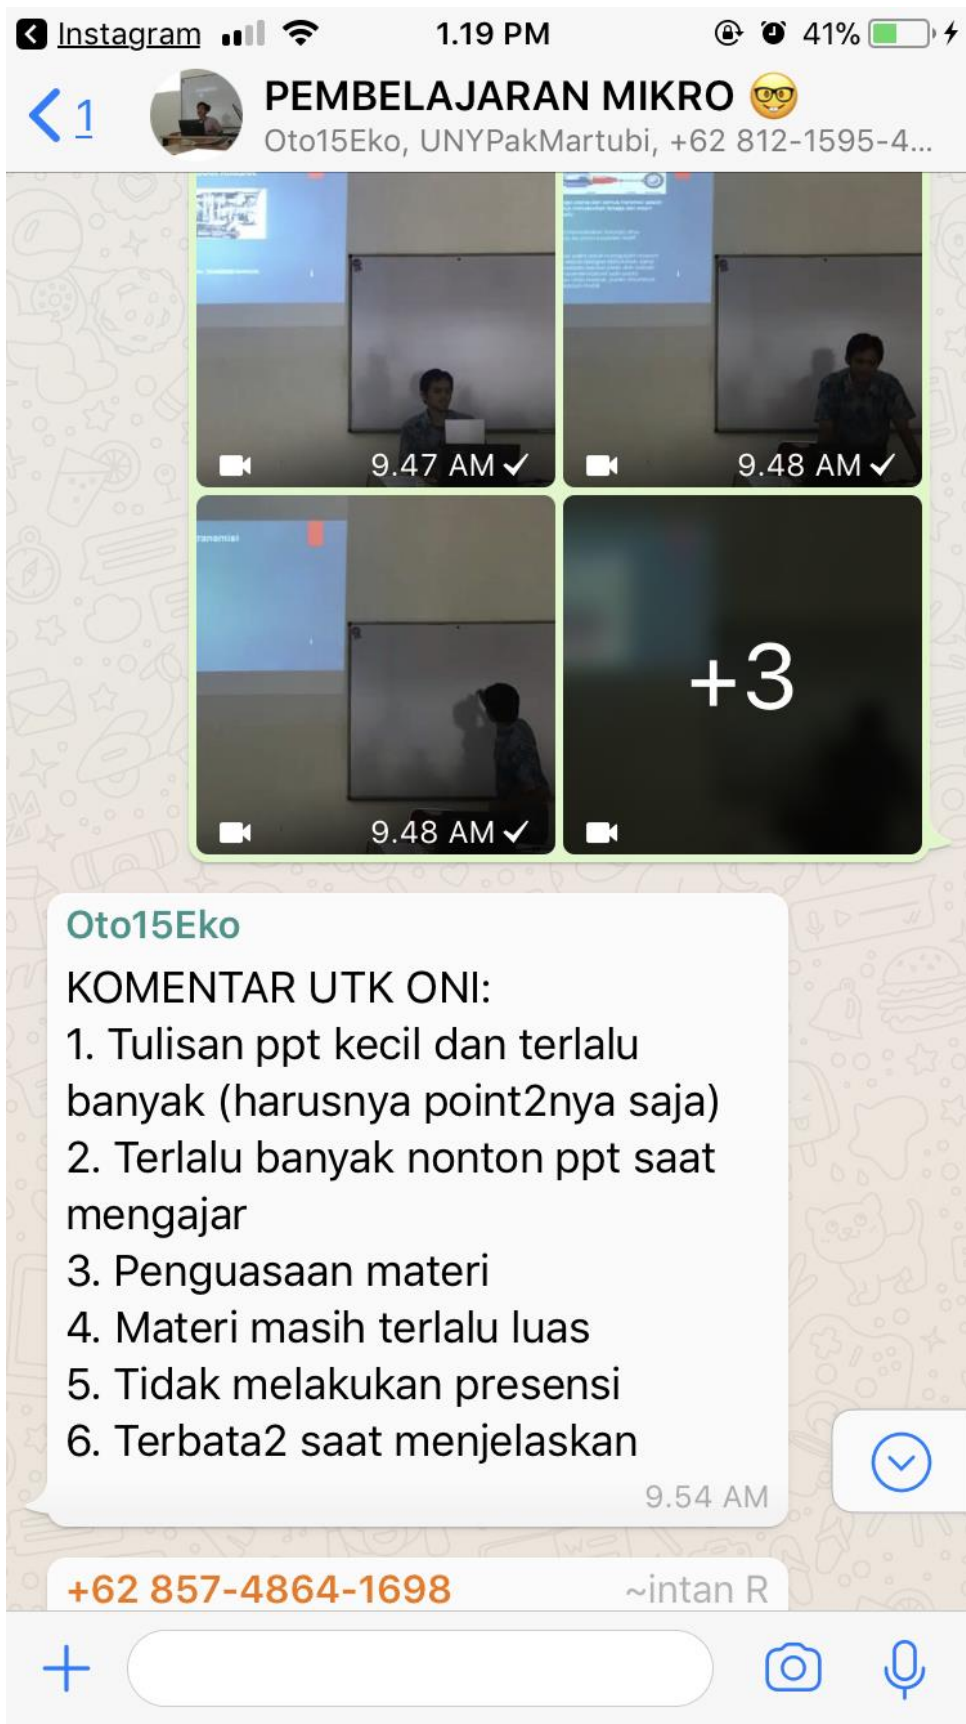 Instagram 1.19 PM 41%
1 PEMBELAJARAN MIKRO 🤓
Oto15Eko, UNYPakMartubi, +62 812-1595-4...
9.47 AM 9.48 AM
ransmisi
+3
9.48 AM
Oto15Eko
KOMENTAR UTK ONI:
1. Tulisan ppt kecil dan terlalu
banyak (harusnya point2nya saja)
2. Terlalu banyak nonton ppt saat
mengajar
3. Penguasaan materi
4. Materi masih terlalu luas
5. Tidak melakukan presensi
6. Terbata2 saat menjelaskan
9.54 AM
+62 857-4864-1698 ~intan R